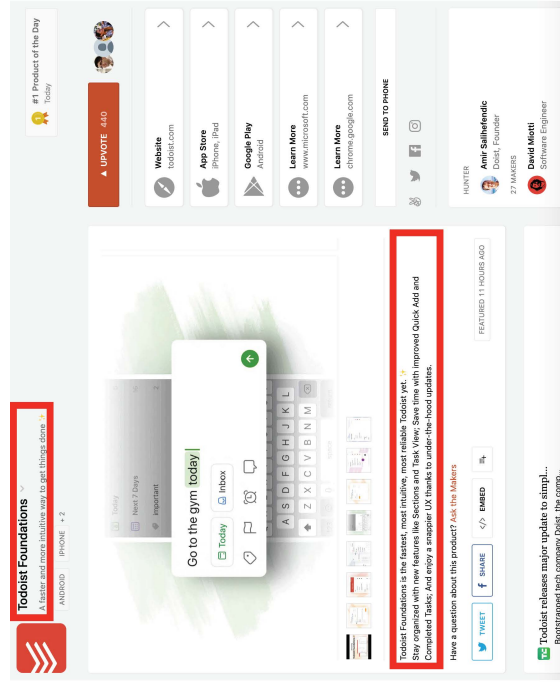 Todoist Foundations
A faster and more intuitive way to get things done ✨
ANDROID
IPHONE
+ 2
#1 Product of the Day
Today
▲ UPVOTE 440
Today
Next 7 Days
Important
Go to the gym today
Today
Inbox
A S D F G H J K L
Z X C V B N M
Todoist Foundations is the fastest, most intuitive, most reliable Todoist yet. ✨
Stay organized with new features like Sections and Task View; Save time with improved Quick Add and
Completed Tasks; And enjoy a snappier UX thanks to under-the-hood updates.
Have a question about this product? Ask the Makers
TWEET
SHARE
</> EMBED
FEATURED 11 HOURS AGO
Todoist releases major update to simpl...
Bootstrapped tech company Doist, the comp...
Website
todoist.com
App Store
iPhone, iPad
Google Play
Android
Learn More
www.microsoft.com
Learn More
chrome.google.com
SEND TO PHONE
HUNTER
Amir Salihefendic
Doist, Founder
27 MAKERS
David Miotti
Software Engineer